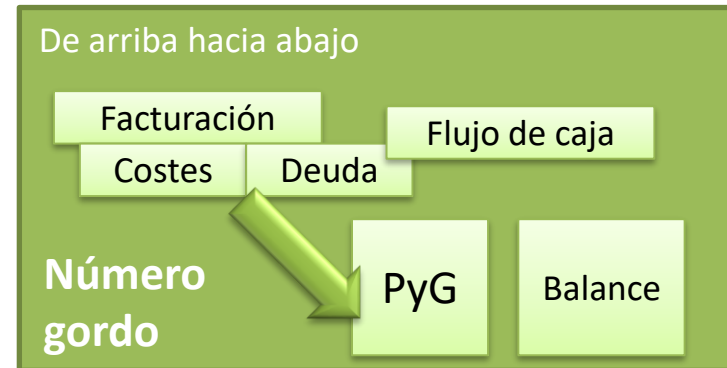 De arriba hacia abajo
Facturación
Flujo de caja
Costes
Deuda
Número
gordo
PyG
Balance